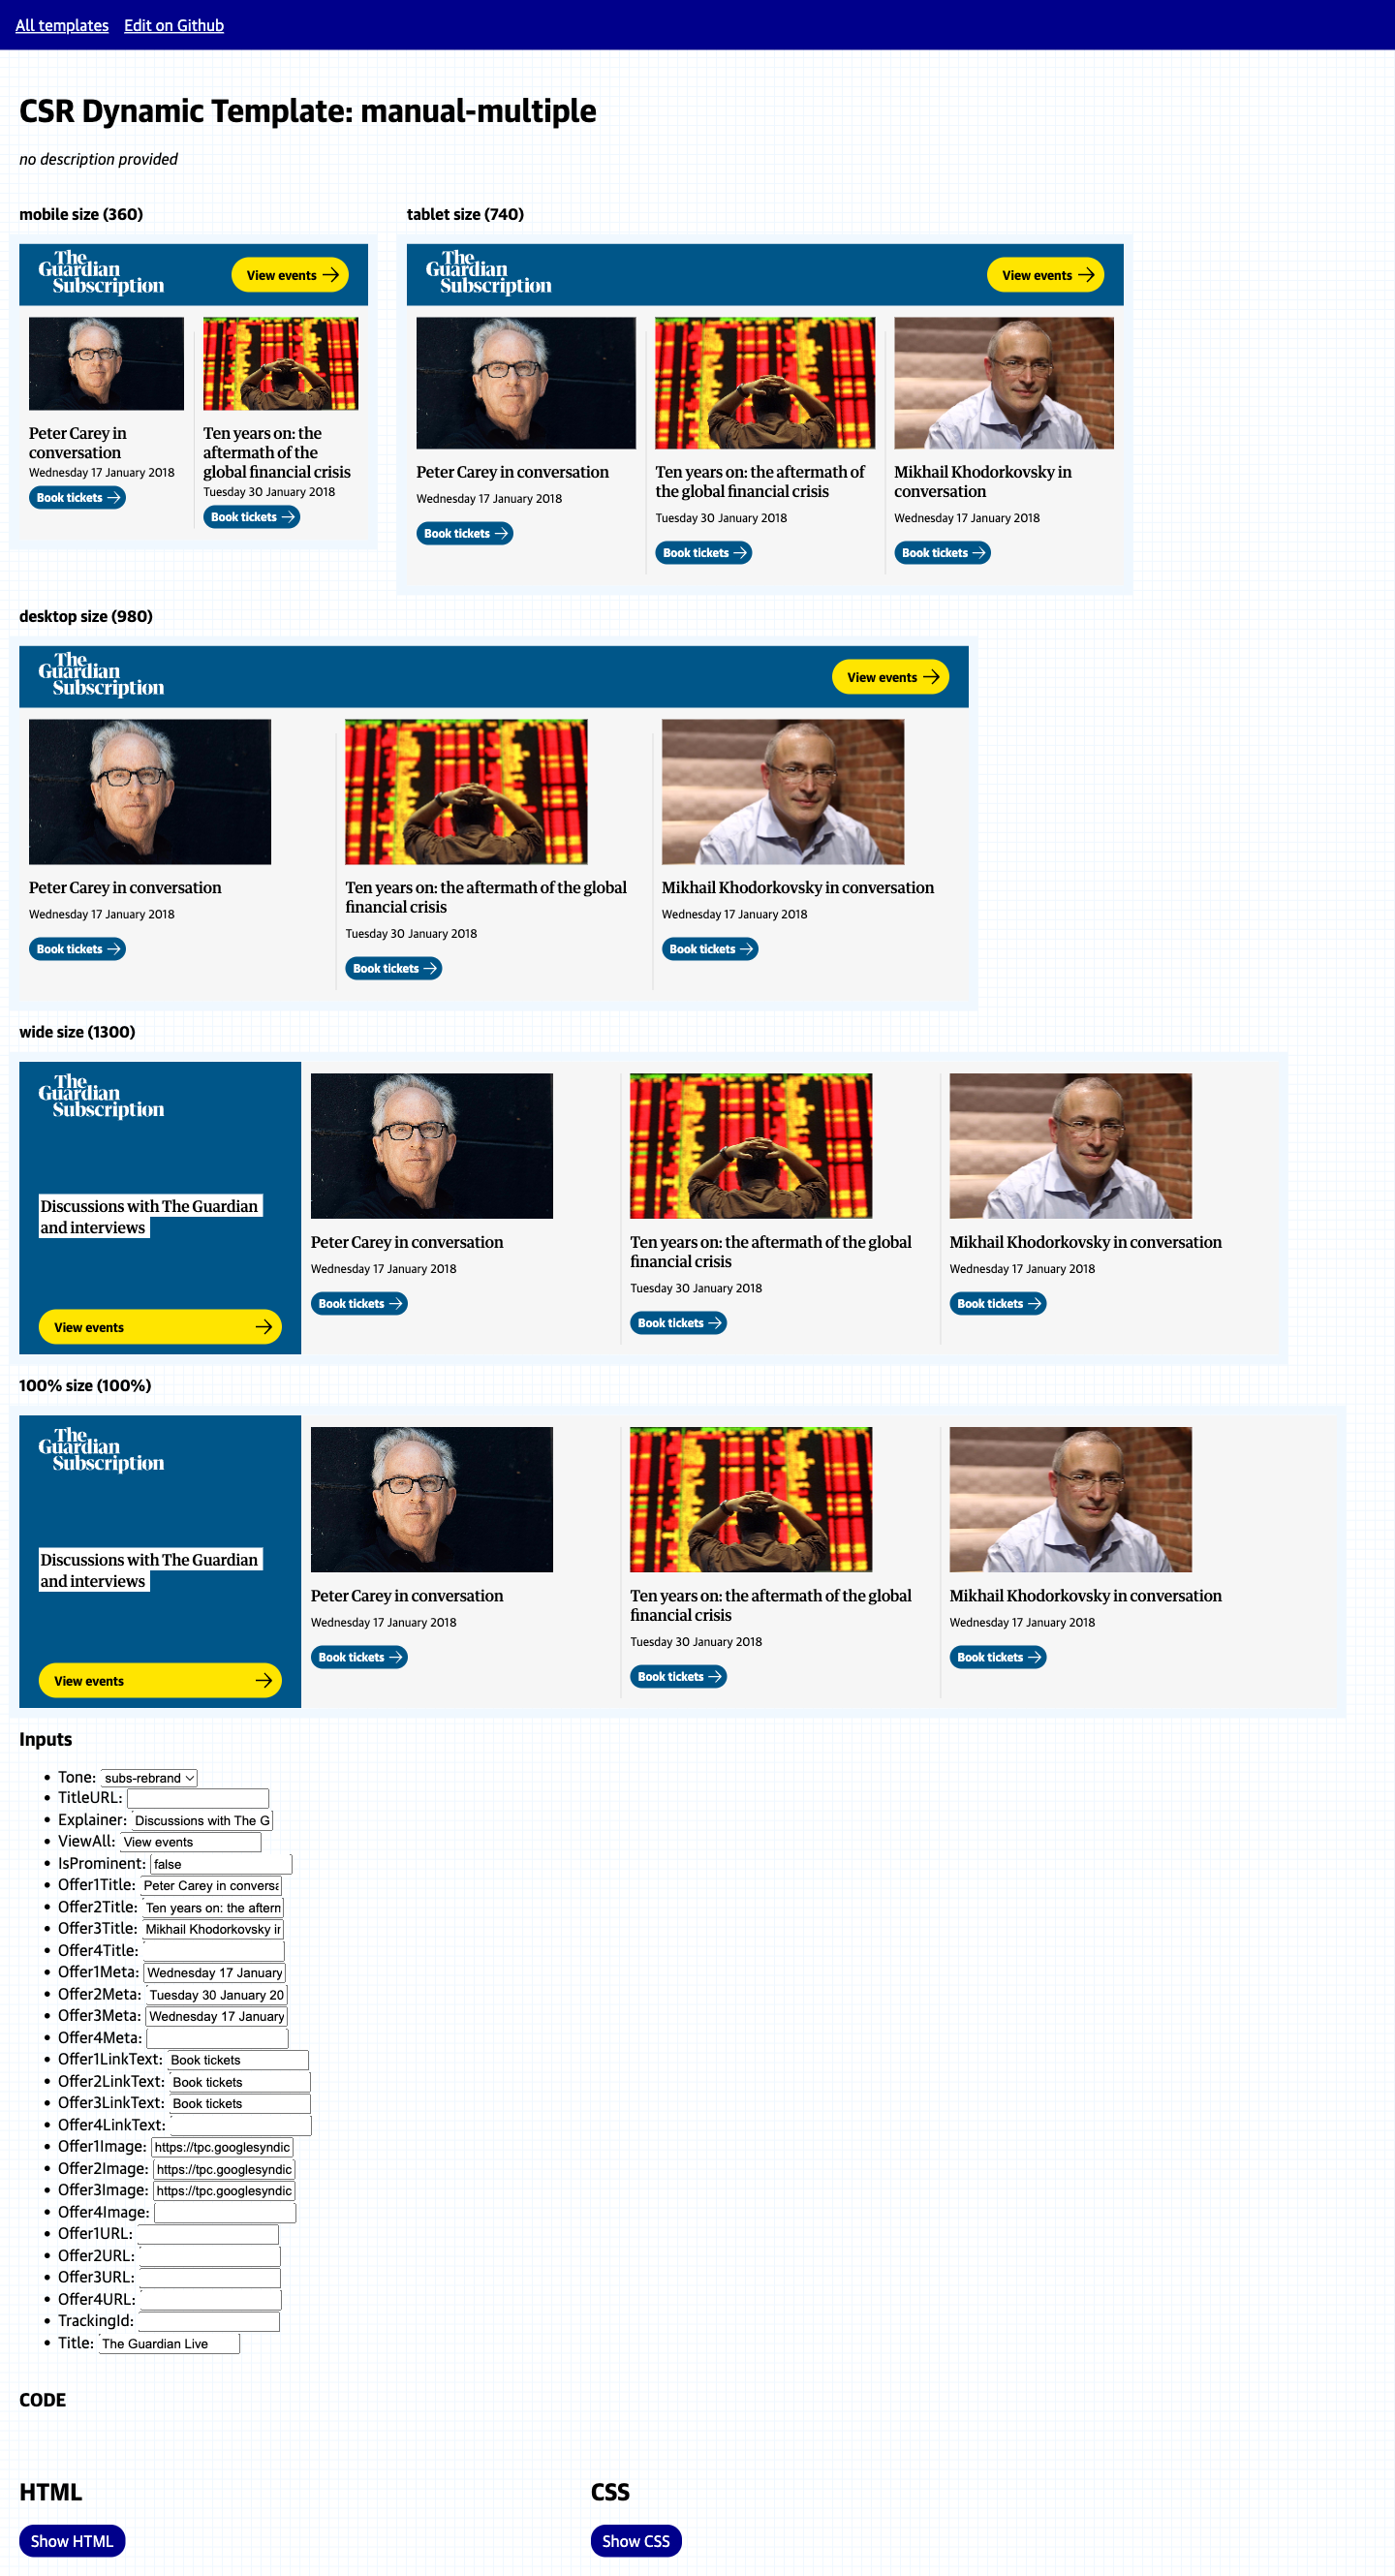 All templates Edit on Github
CSR Dynamic Template: manual-multiple
no description provided
mobile size (360)
The
Guardian
Subscription
View events
Peter Carey in
conversation
Wednesday 17 January 2018
Book tickets
Ten years on: the
aftermath of the
global financial crisis
Tuesday 30 January 2018
Book tickets
tablet size (740)
The
Guardian
Subscription
View events
Peter Carey in conversation
Wednesday 17 January 2018
Book tickets
Ten years on: the aftermath of
the global financial crisis
Tuesday 30 January 2018
Book tickets
Mikhail Khodorkovsky in
conversation
Wednesday 17 January 2018
Book tickets
desktop size (980)
The
Guardian
Subscription
View events
Peter Carey in conversation
Wednesday 17 January 2018
Book tickets
Ten years on: the aftermath of the global
financial crisis
Tuesday 30 January 2018
Book tickets
Mikhail Khodorkovsky in conversation
Wednesday 17 January 2018
Book tickets
wide size (1300)
The
Guardian
Subscription
Discussions with The Guardian
and interviews
View events
Peter Carey in conversation
Wednesday 17 January 2018
Book tickets
Ten years on: the aftermath of the global
financial crisis
Tuesday 30 January 2018
Book tickets
Mikhail Khodorkovsky in conversation
Wednesday 17 January 2018
Book tickets
100% size (100%)
The
Guardian
Subscription
Discussions with The Guardian
and interviews
View events
Peter Carey in conversation
Wednesday 17 January 2018
Book tickets
Ten years on: the aftermath of the global
financial crisis
Tuesday 30 January 2018
Book tickets
Mikhail Khodorkovsky in conversation
Wednesday 17 January 2018
Book tickets
Inputs
• Tone: subs-rebrand
• TitleURL:
• Explainer: Discussions with The G
• ViewAll: View events
• IsProminent: false
• Offer1Title: Peter Carey in conversa
• Offer2Title: Ten years on: the aftern
• Offer3Title: Mikhail Khodorkovsky in
• Offer4Title:
• Offer1Meta: Wednesday 17 January
• Offer2Meta: Tuesday 30 January 20
• Offer3Meta: Wednesday 17 January
• Offer4Meta:
• Offer1LinkText: Book tickets
• Offer2LinkText: Book tickets
• Offer3LinkText: Book tickets
• Offer4LinkText:
• Offer1Image: https://tpc.googlesyndic
• Offer2Image: https://tpc.googlesyndic
• Offer3Image: https://tpc.googlesyndic
• Offer4Image:
• Offer1URL:
• Offer2URL:
• Offer3URL:
• Offer4URL:
• TrackingId:
• Title: The Guardian Live
CODE
HTML
Show HTML
CSS
Show CSS